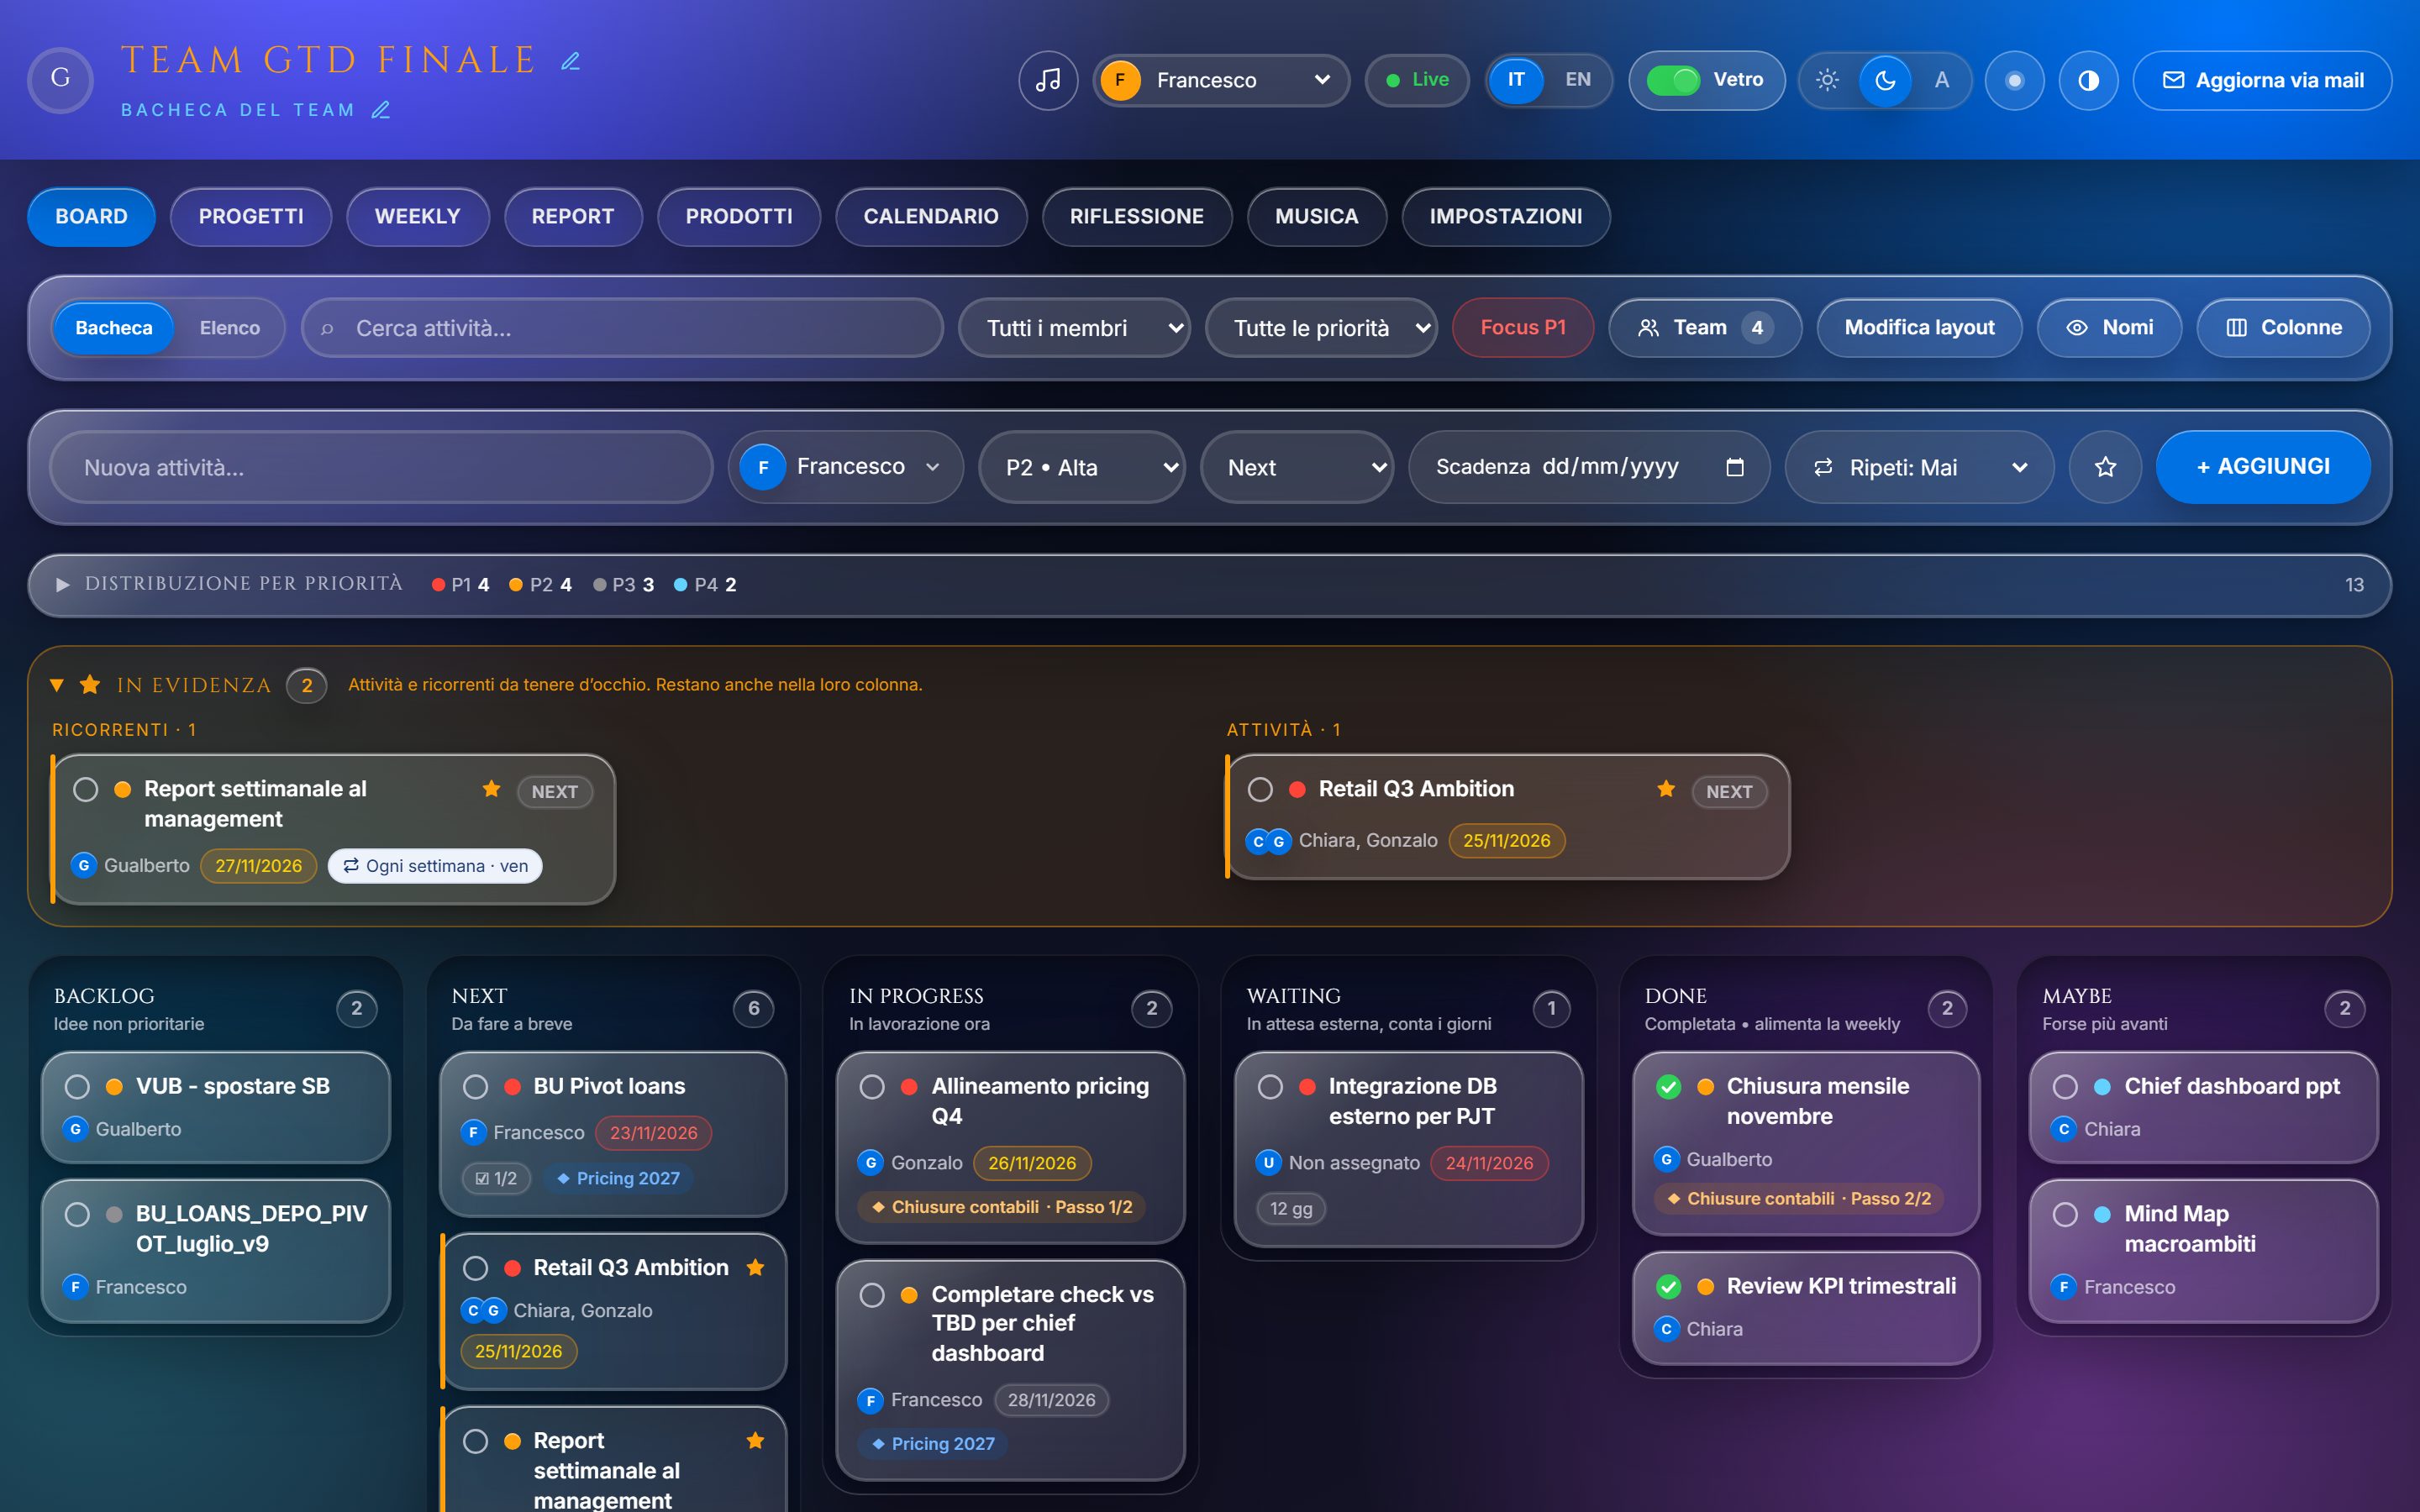 G
TEAM GTD FINALE
BACHECA DEL TEAM
F Francesco
Live
IT EN
Vetro
A
Aggiorna via mail
BOARD PROGETTI WEEKLY REPORT PRODOTTI CALENDARIO RIFLESSIONE MUSICA IMPOSTAZIONI
Bacheca Elenco
Cerca attività...
Tutti i membri
Tutte le priorità
Focus P1
Team 4
Modifica layout
Nomi
Colonne
Nuova attività...
F Francesco
P2 • Alta
Next
Scadenza dd/mm/yyyy
Ripeti: Mai
+ AGGIUNGI
DISTRIBUZIONE PER PRIORITÀ P1 4 P2 4 P3 3 P4 2 13
IN EVIDENZA 2 Attività e ricorrenti da tenere d’occhio. Restano anche nella loro colonna.
RICORRENTI · 1
Report settimanale al
management
NEXT
G Gualberto 27/11/2026 Ogni settimana · ven
ATTIVITÀ · 1
Retail Q3 Ambition
NEXT
C G Chiara, Gonzalo 25/11/2026
BACKLOG 2
Idee non prioritarie
VUB - spostare SB
G Gualberto
BU_LOANS_DEPO_PIV
OT_luglio_v9
F Francesco
NEXT 6
Da fare a breve
BU Pivot loans
F Francesco 23/11/2026
1/2 Pricing 2027
Retail Q3 Ambition
C G Chiara, Gonzalo
25/11/2026
Report
settimanale al
management
IN PROGRESS 2
In lavorazione ora
Allineamento pricing
Q4
G Gonzalo 26/11/2026
Chiusure contabili · Passo 1/2
Completare check vs
TBD per chief
dashboard
F Francesco 28/11/2026
Pricing 2027
WAITING 1
In attesa esterna, conta i giorni
Integrazione DB
esterno per PJT
U Non assegnato 24/11/2026
12 gg
DONE 2
Completata • alimenta la weekly
Chiusura mensile
novembre
G Gualberto
Chiusure contabili · Passo 2/2
Review KPI trimestrali
C Chiara
MAYBE 2
Forse più avanti
Chief dashboard ppt
C Chiara
Mind Map
macroambiti
F Francesco